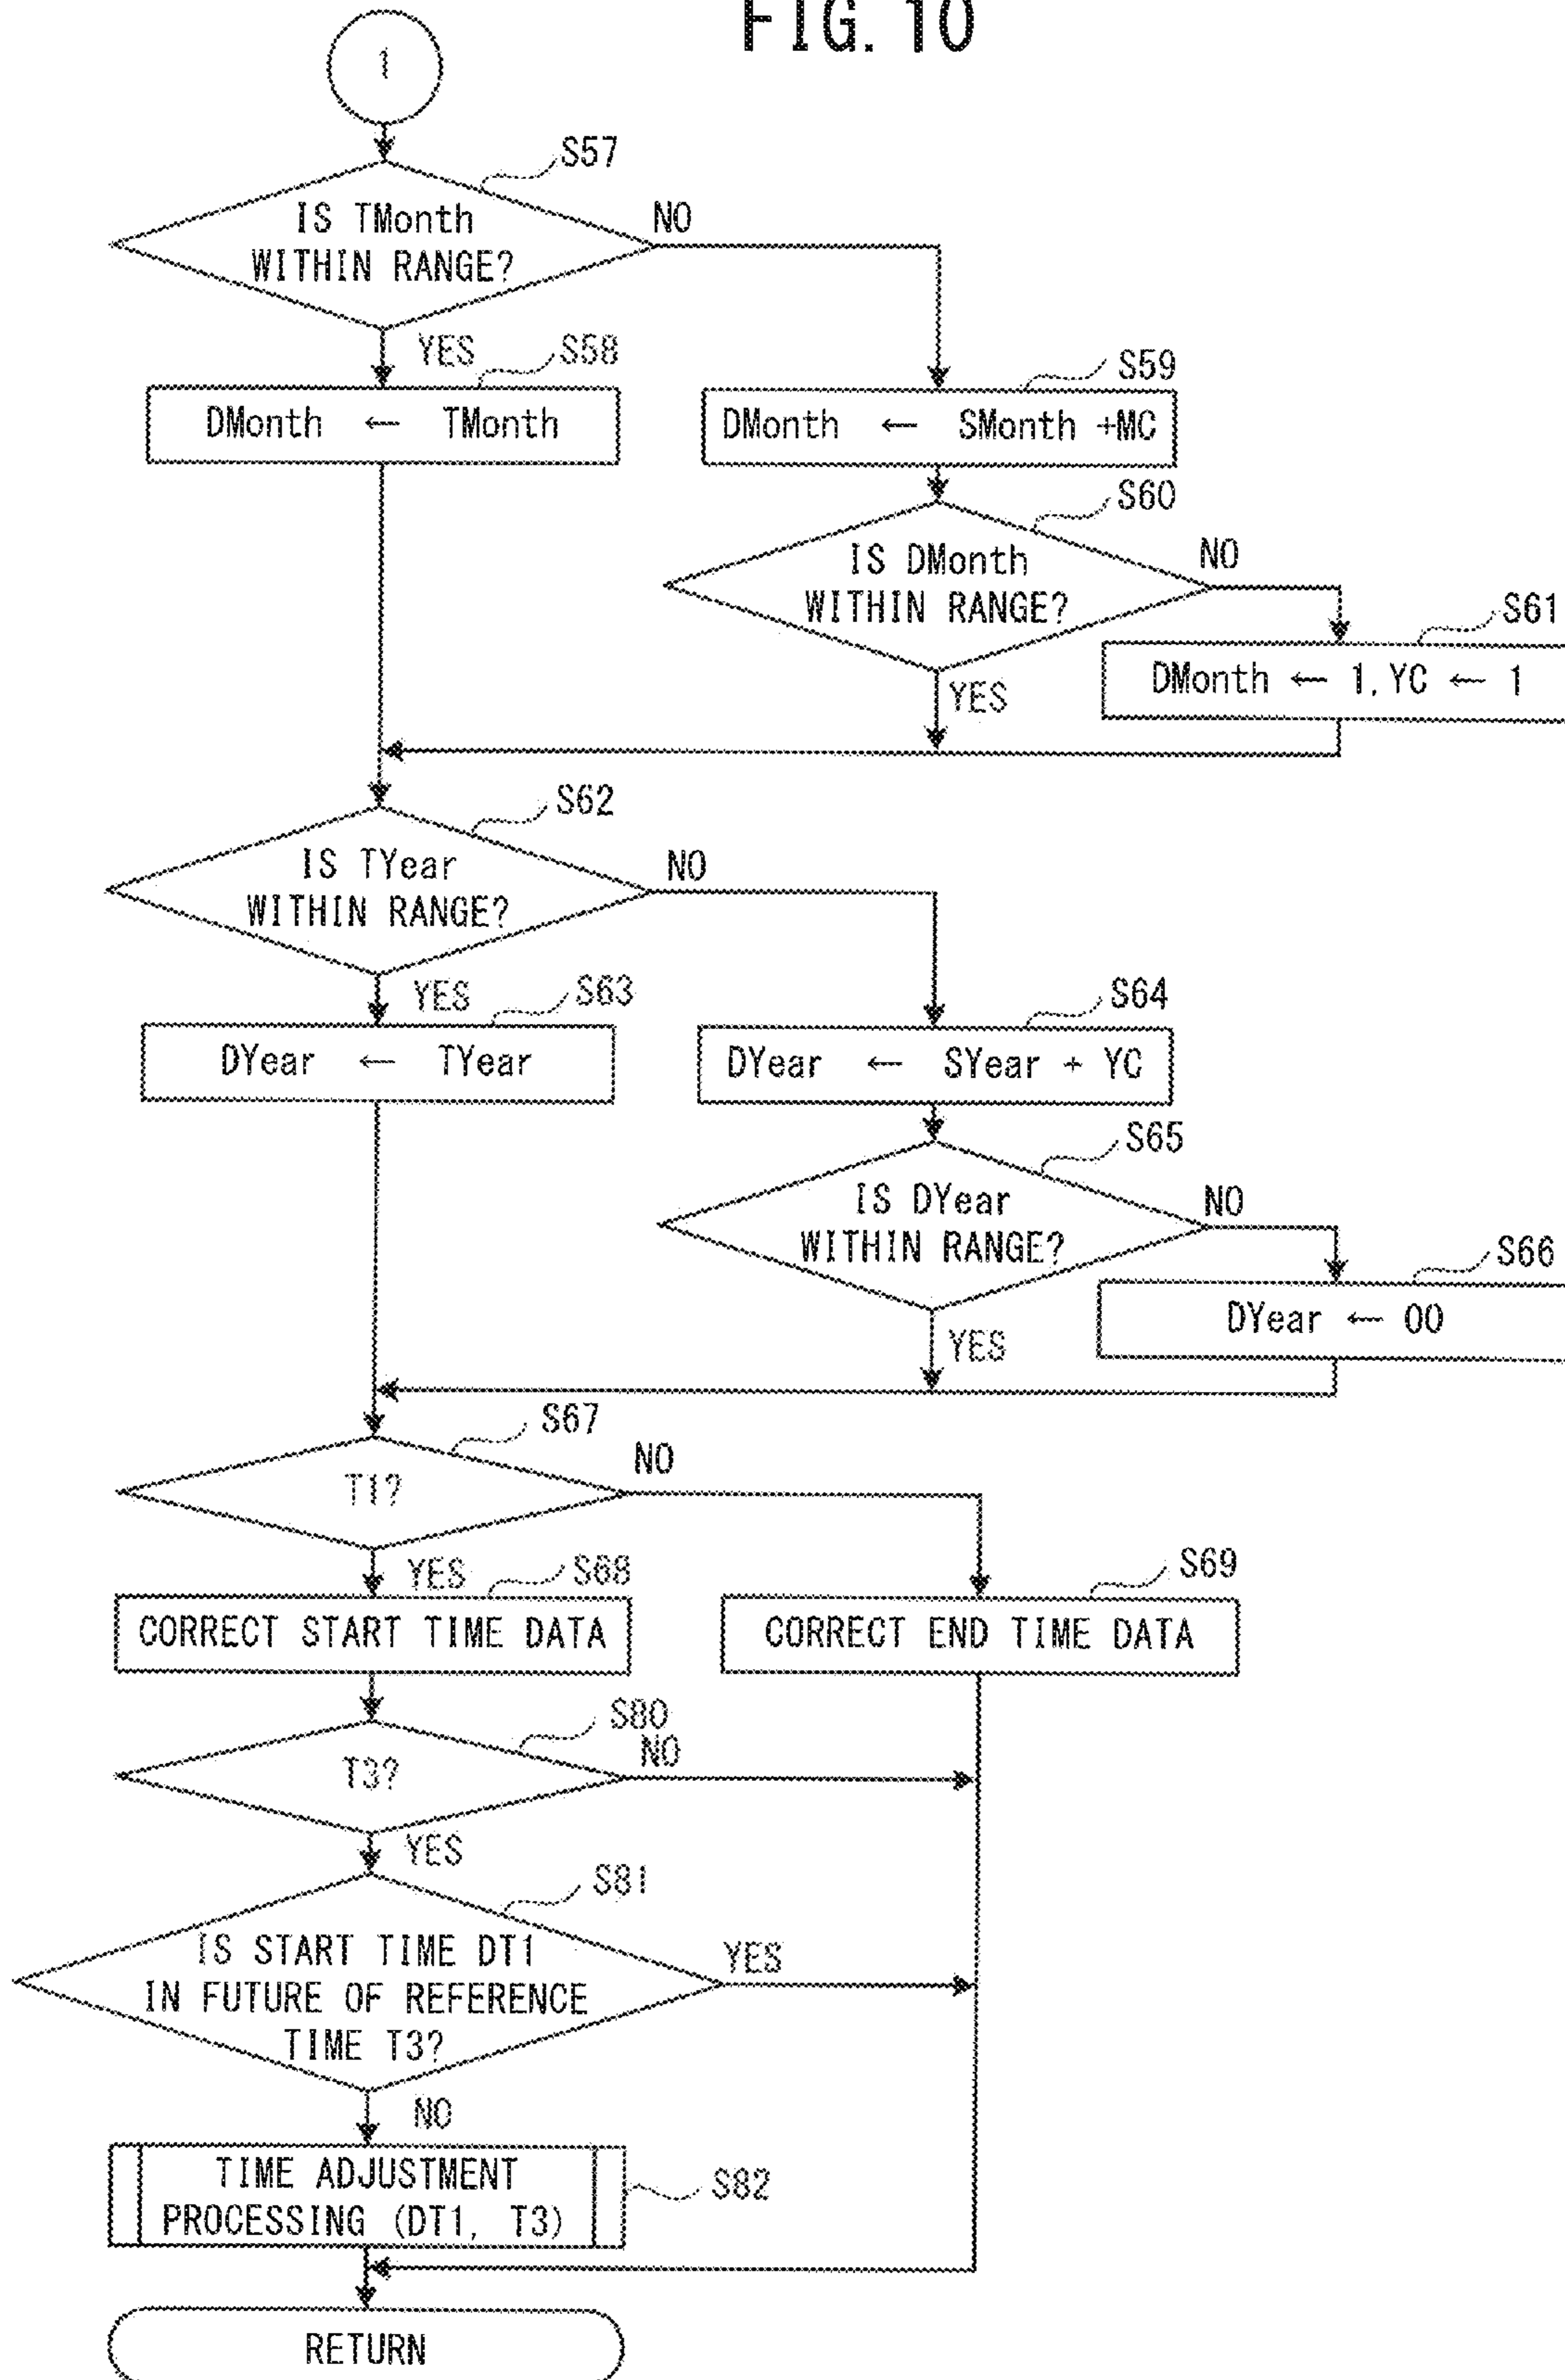 FIG. 10
1
S57
IS TMonth
WITHIN RANGE?
NO
YES
S58
DMonth ← TMonth
S59
DMonth ← SMonth +MC
S60
IS DMonth
WITHIN RANGE?
NO
S61
DMonth ← 1, YC ← 1
YES
S62
IS TYear
WITHIN RANGE?
NO
YES
S63
DYear ← TYear
S64
DYear ← SYear + YC
S65
IS DYear
WITHIN RANGE?
NO
S66
DYear ← 00
YES
S67
T1?
NO
YES
S68
CORRECT START TIME DATA
S69
CORRECT END TIME DATA
S80
T3?
NO
YES
S81
IS START TIME DT1
IN FUTURE OF REFERENCE
TIME T3?
YES
NO
TIME ADJUSTMENT
PROCESSING (DT1, T3)
S82
RETURN